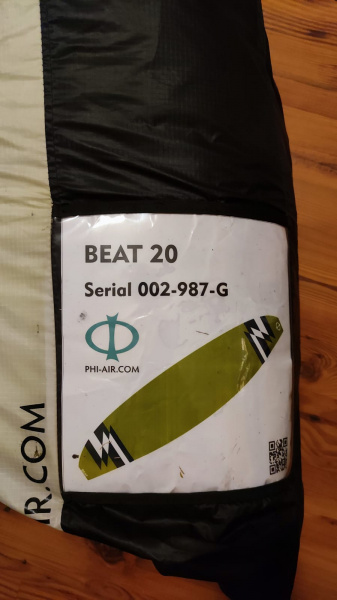 BEAT 20
Serial 002-987-G
PHI-AIR.COM
IR.COM